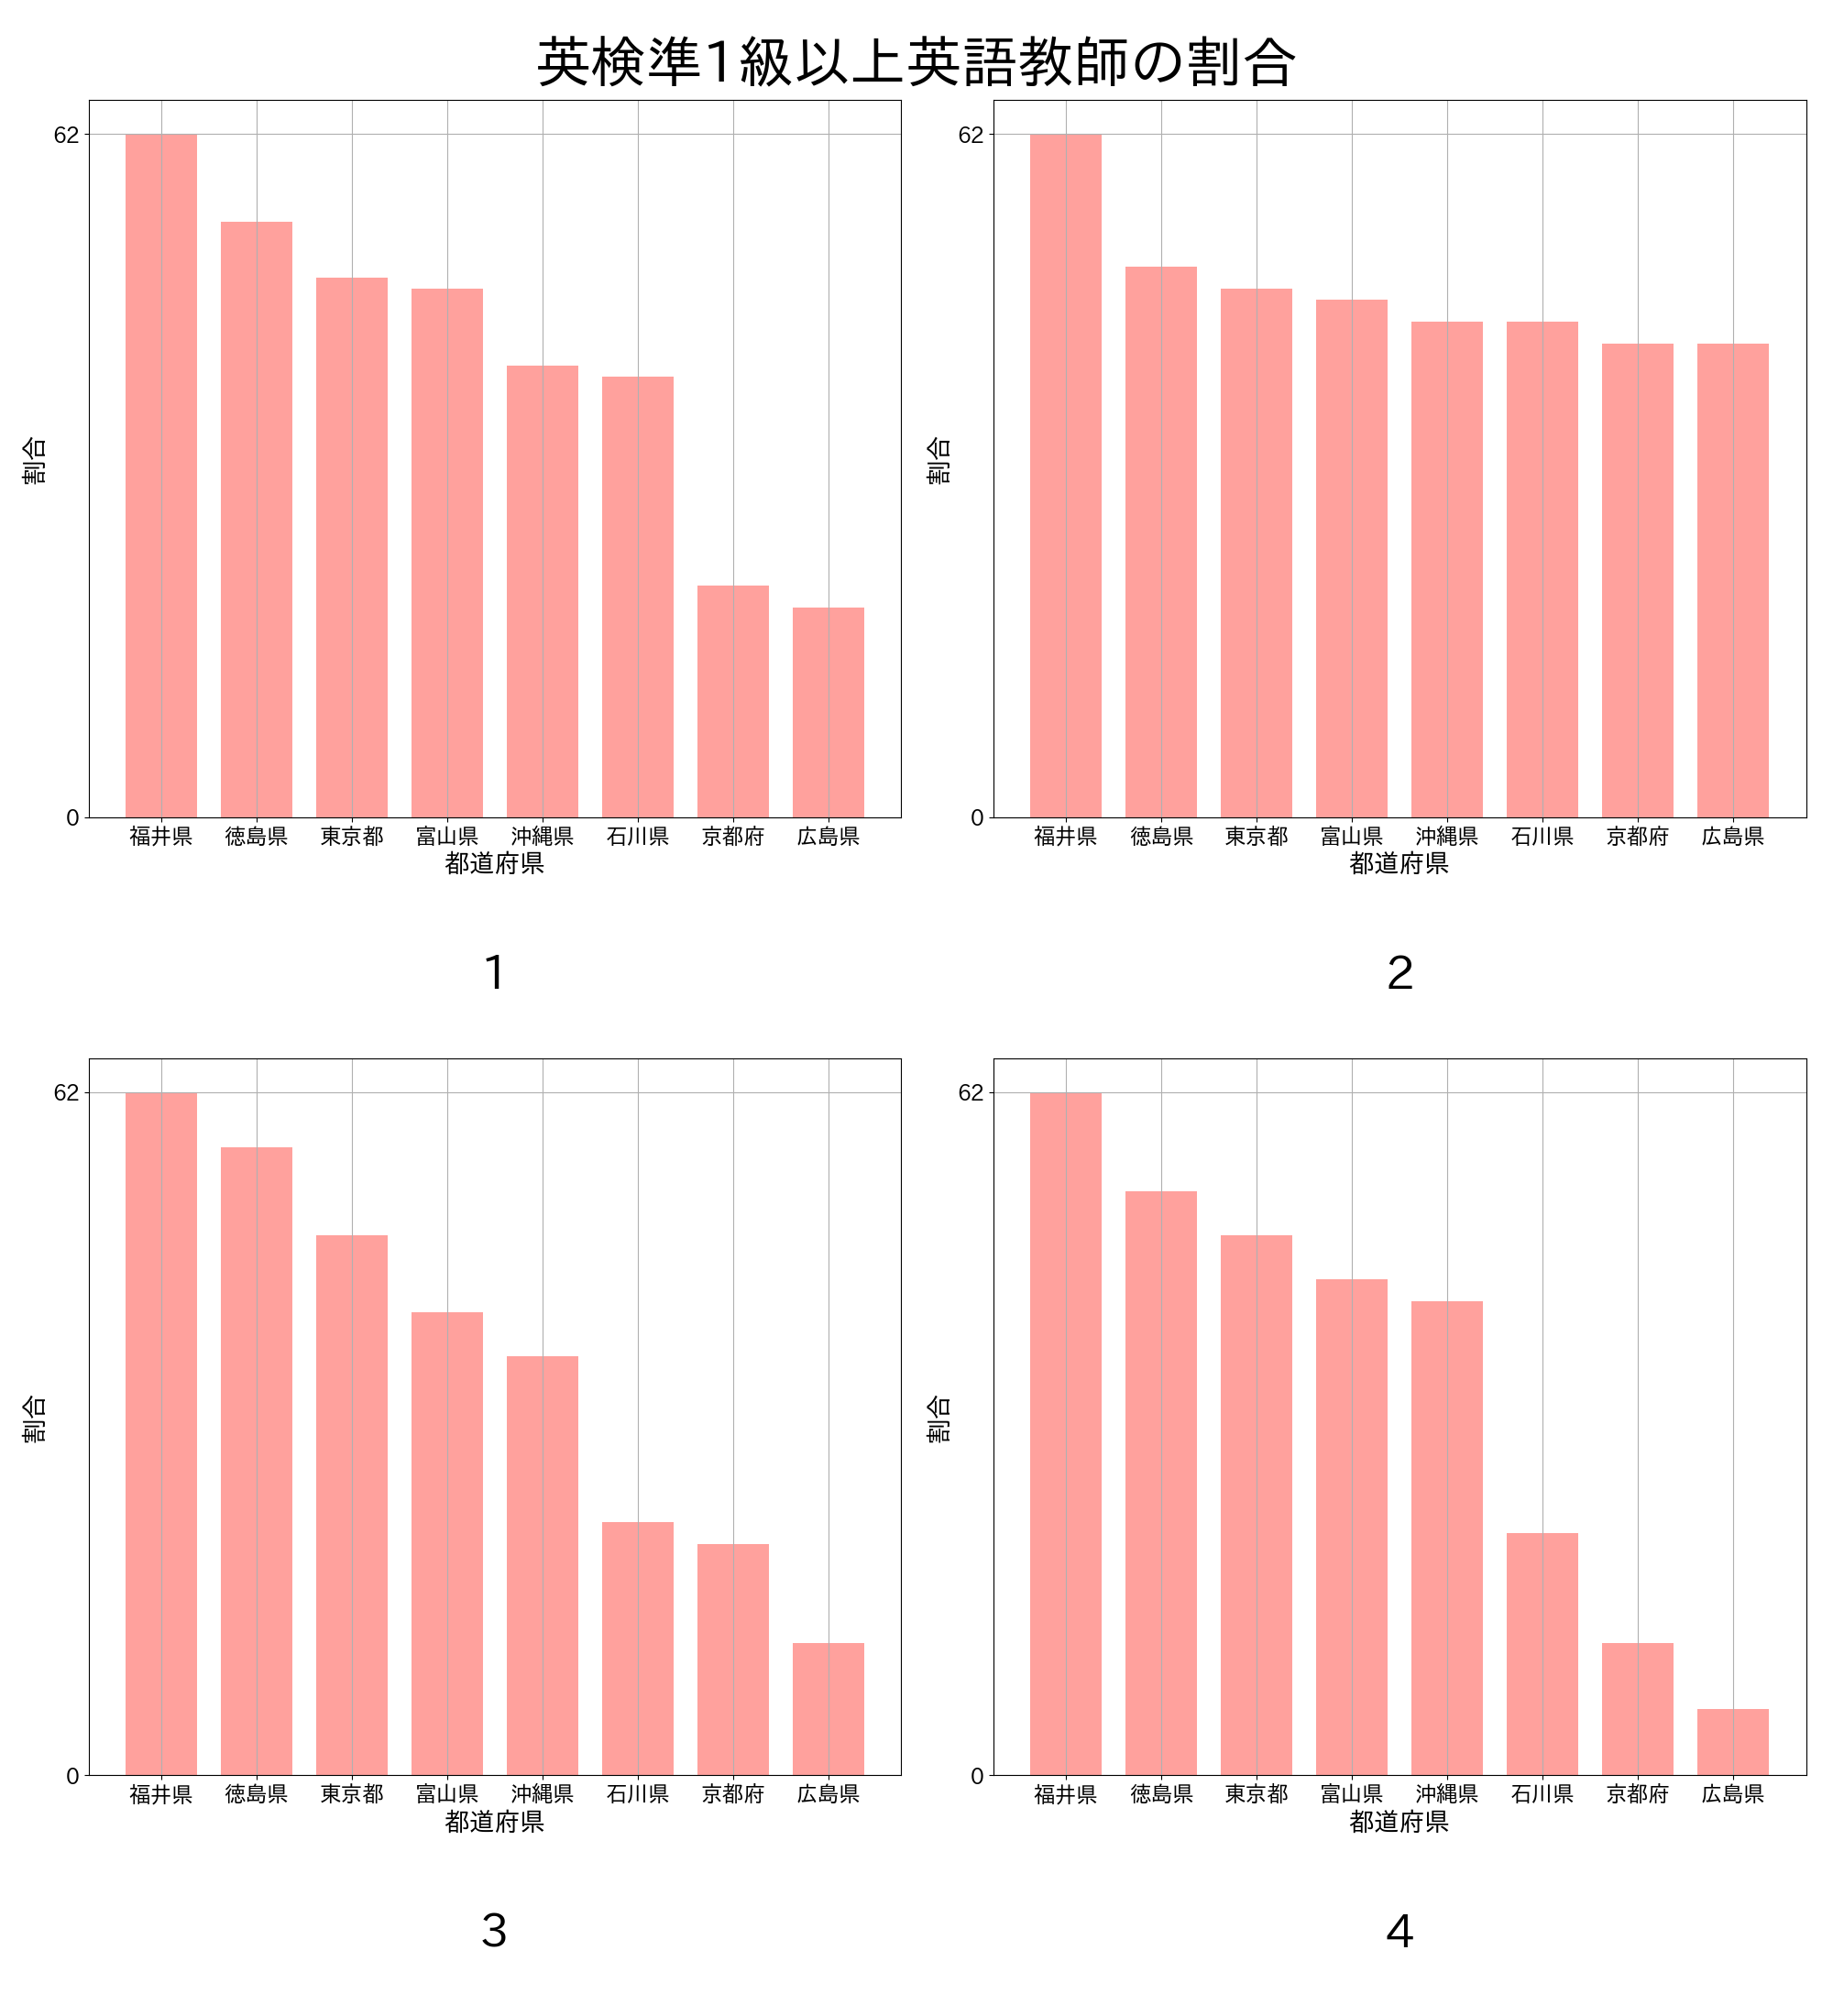 英検準1級以上英語教師の割合
62
0
割合
福井県 徳島県 東京都 富山県 沖縄県 石川県 京都府 広島県
都道府県
1
62
0
割合
福井県 徳島県 東京都 富山県 沖縄県 石川県 京都府 広島県
都道府県
2
62
0
割合
福井県 徳島県 東京都 富山県 沖縄県 石川県 京都府 広島県
都道府県
3
62
0
割合
福井県 徳島県 東京都 富山県 沖縄県 石川県 京都府 広島県
都道府県
4